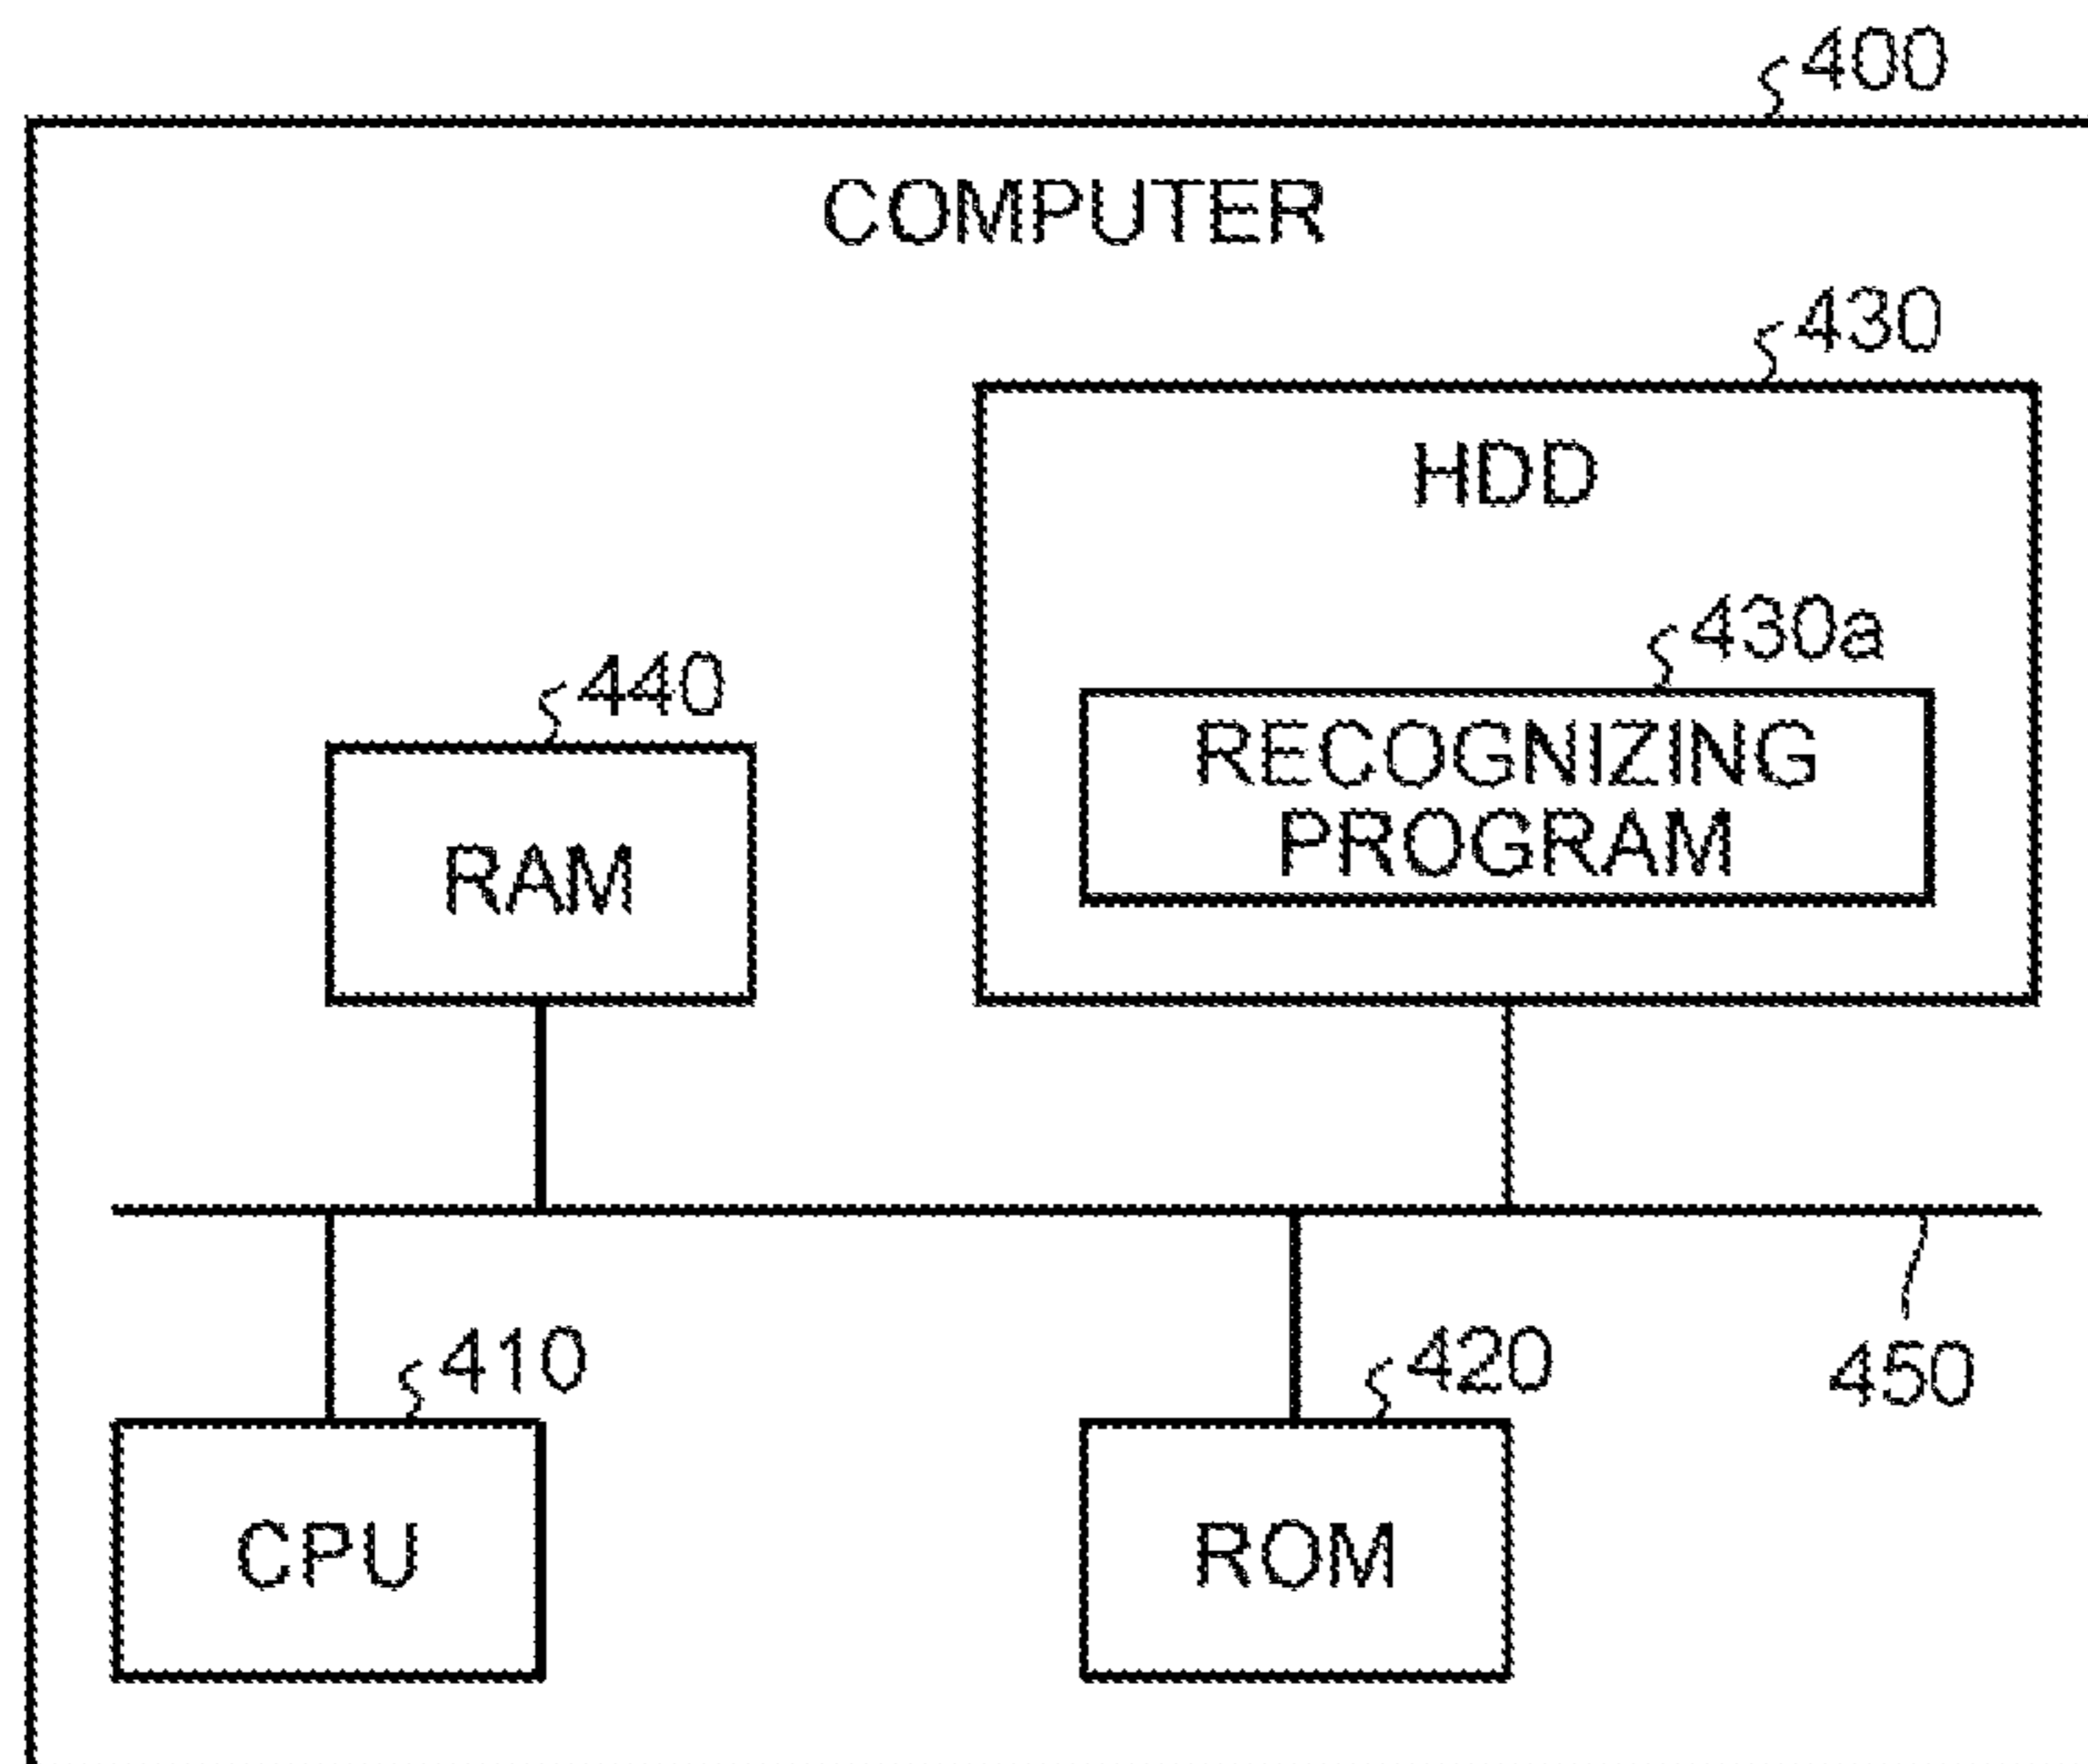 400
COMPUTER
430
HDD
430a
RECOGNIZING
PROGRAM
440
RAM
410
CPU
420
ROM
450